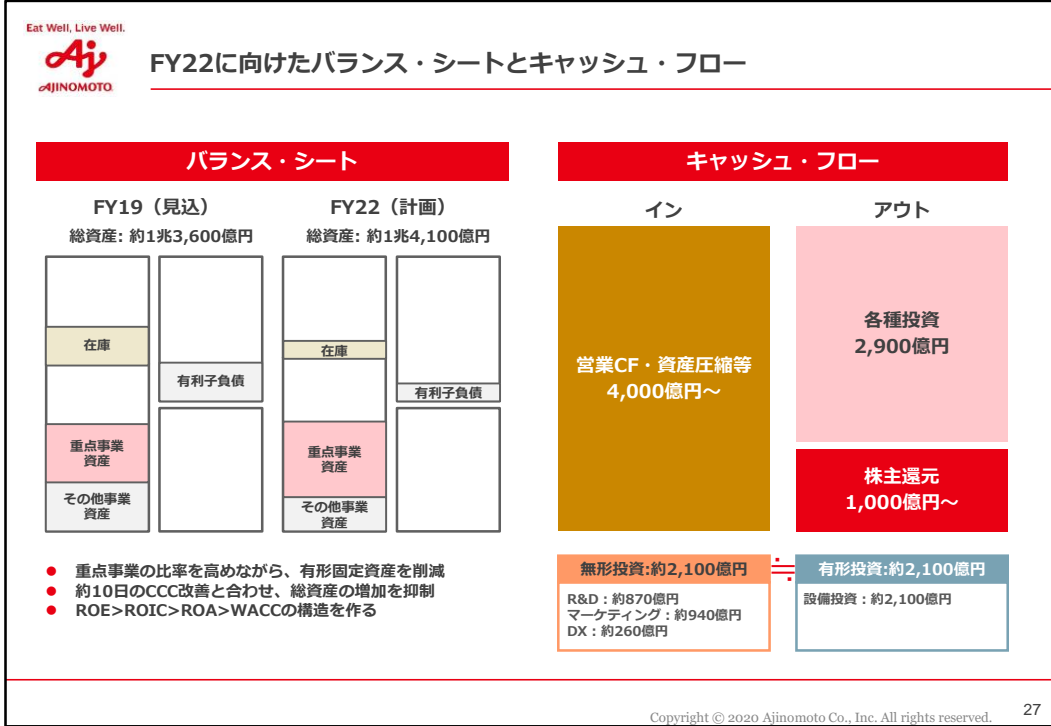 Eat Well, Live Well.
AJINOMOTO
FY22に向けたバランス・シートとキャッシュ・フロー
バランス・シート
FY19（見込）
FY22（計画）
総資産: 約1兆3,600億円
総資産: 約1兆4,100億円
在庫
有利子負債
重点事業
資産
その他事業
資産
在庫
有利子負債
重点事業
資産
その他事業
資産
● 重点事業の比率を高めながら、有形固定資産を削減
● 約10日のCCC改善と合わせ、総資産の増加を抑制
● ROE>ROIC>ROA>WACCの構造を作る
キャッシュ・フロー
イン
アウト
営業CF・資産圧縮等
4,000億円～
各種投資
2,900億円
株主還元
1,000億円～
無形投資:約2,100億円
≒
有形投資:約2,100億円
R&D：約870億円
マーケティング：約940億円
DX：約260億円
設備投資：約2,100億円
Copyright © 2020 Ajinomoto Co., Inc. All rights reserved.
27